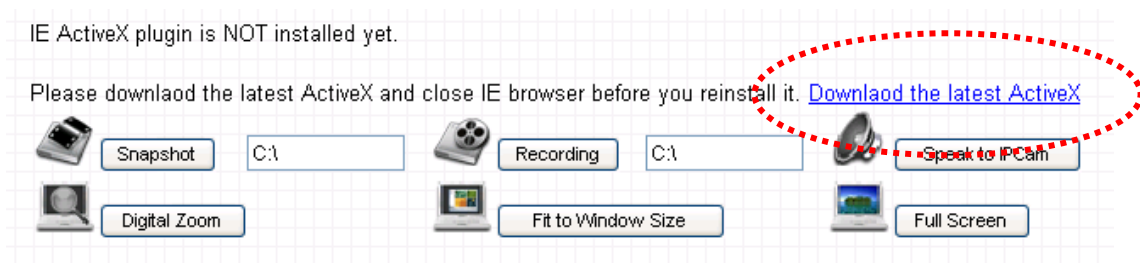 IE ActiveX plugin is NOT installed yet.
Please downlaod the latest ActiveX and close IE browser before you reinstall it. Downlaod the latest ActiveX
Snapshot C:\ Recording C:\ Speak to IPCam
Digital Zoom Fit to Window Size Full Screen